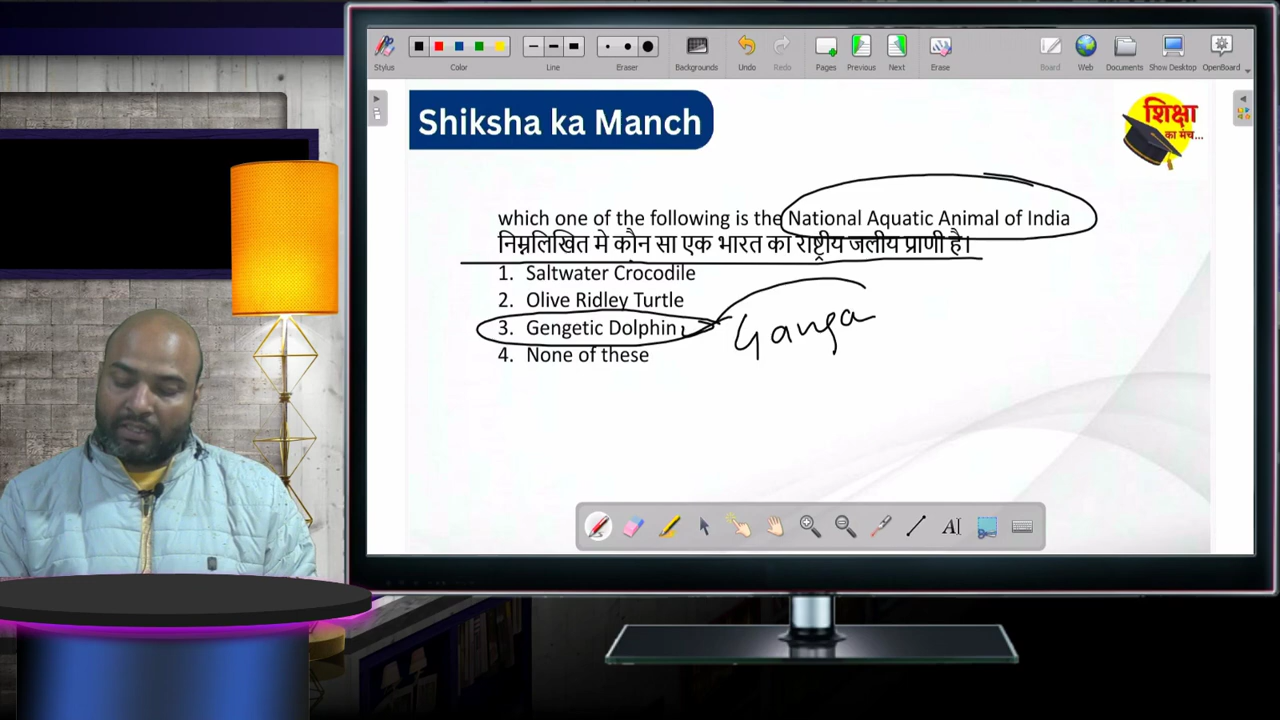 Stylus
Color
Line
Eraser
Backgrounds
Undo
Redo
Pages
Previous
Next
Erase
Board
Web
Documents
Show Desktop
OpenBoard
Shiksha ka Manch
शिक्षा
का मंच...
which one of the following is the National Aquatic Animal of India
निम्नलिखित मे कौन सा एक भारत का राष्ट्रीय जलीय प्राणी है।
1. Saltwater Crocodile
2. Olive Ridley Turtle
3. Gengetic Dolphin
Ganga
4. None of these